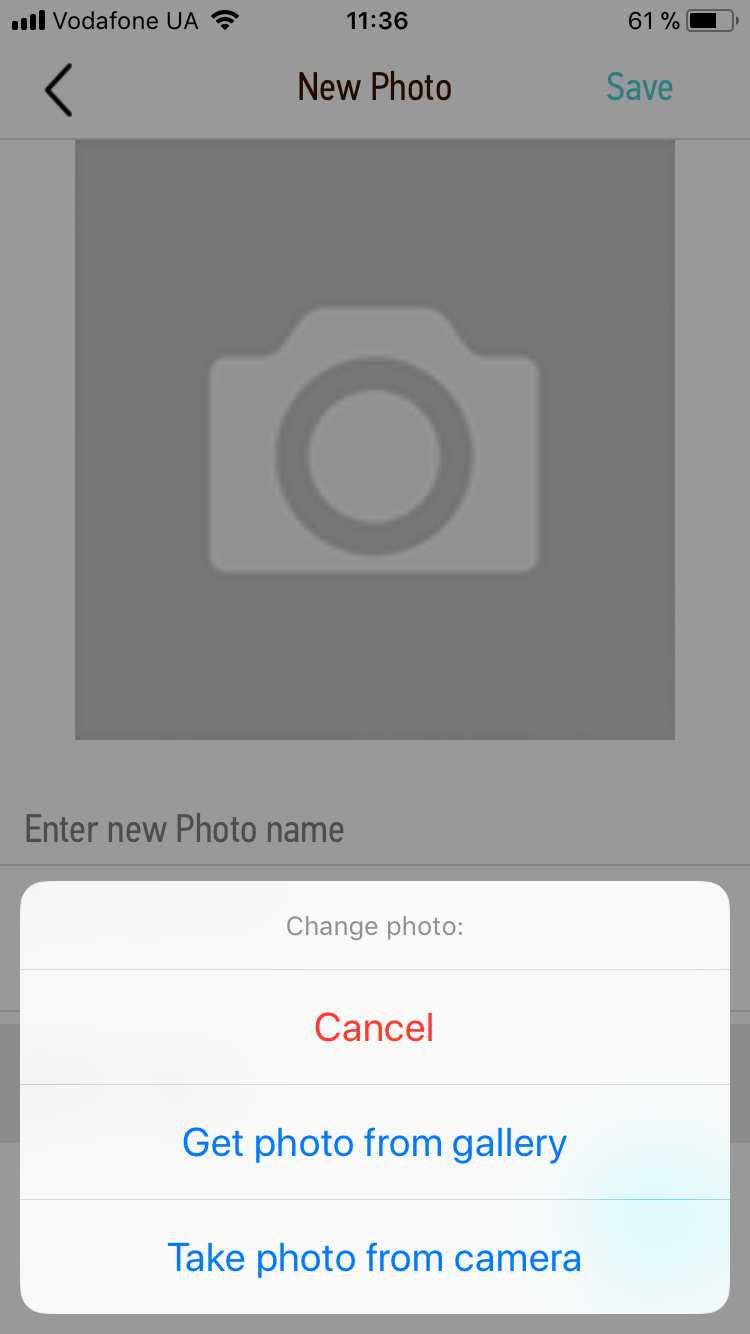 Vodafone UA 11:36 61 %
New Photo Save
Enter new Photo name
Change photo:
Cancel
Get photo from gallery
Take photo from camera